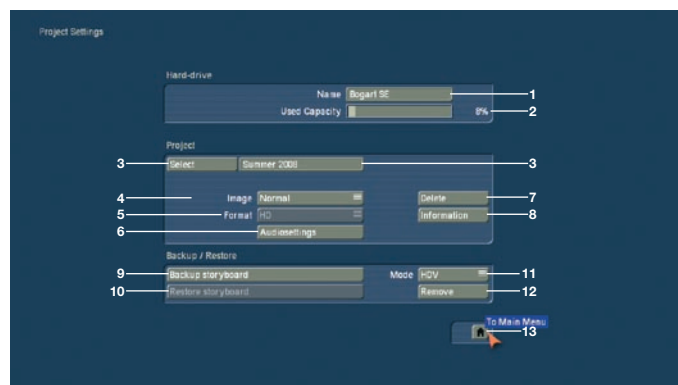 Project Settings
Hard-drive
Name Bogart SE 1
Used Capacity 8% 2
Project
3 Select Summer 2008 3
4 Image Normal Delete 7
5 Format HD Information 8
6 Audiosettings
Backup / Restore
9 Backup storyboard Mode HDV 11
10 Restore storyboard Remove 12
To Main Menu
13